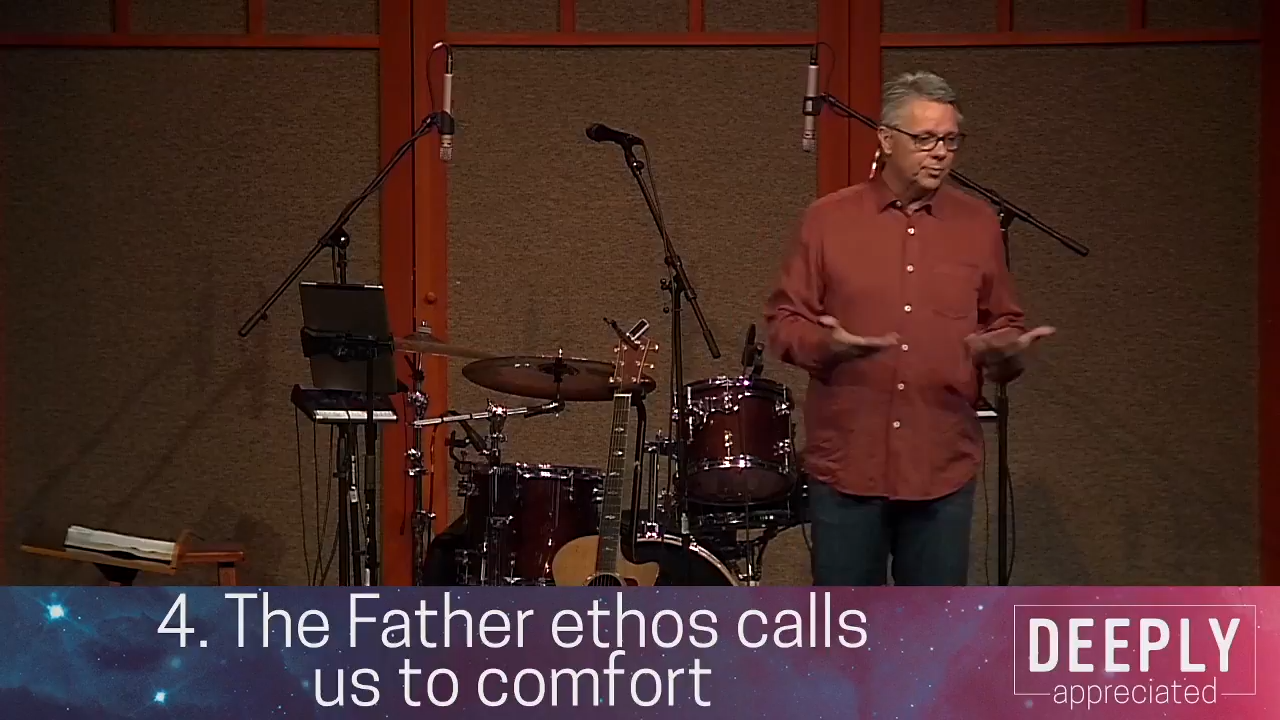 4. The Father ethos calls
us to comfort
DEEPLY
appreciated